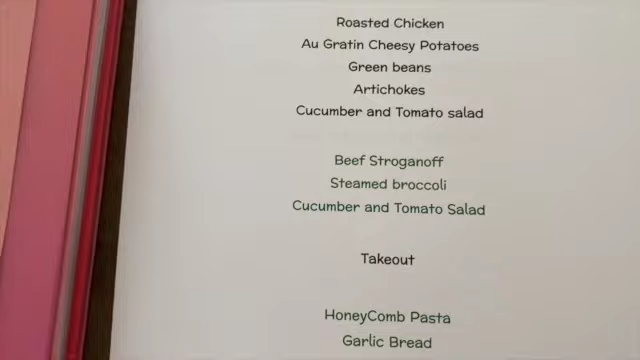 Roasted Chicken
Au Gratin Cheesy Potatoes
Green beans
Artichokes
Cucumber and Tomato salad
Beef Stroganoff
Steamed broccoli
Cucumber and Tomato Salad
Takeout
HoneyComb Pasta
Garlic Bread